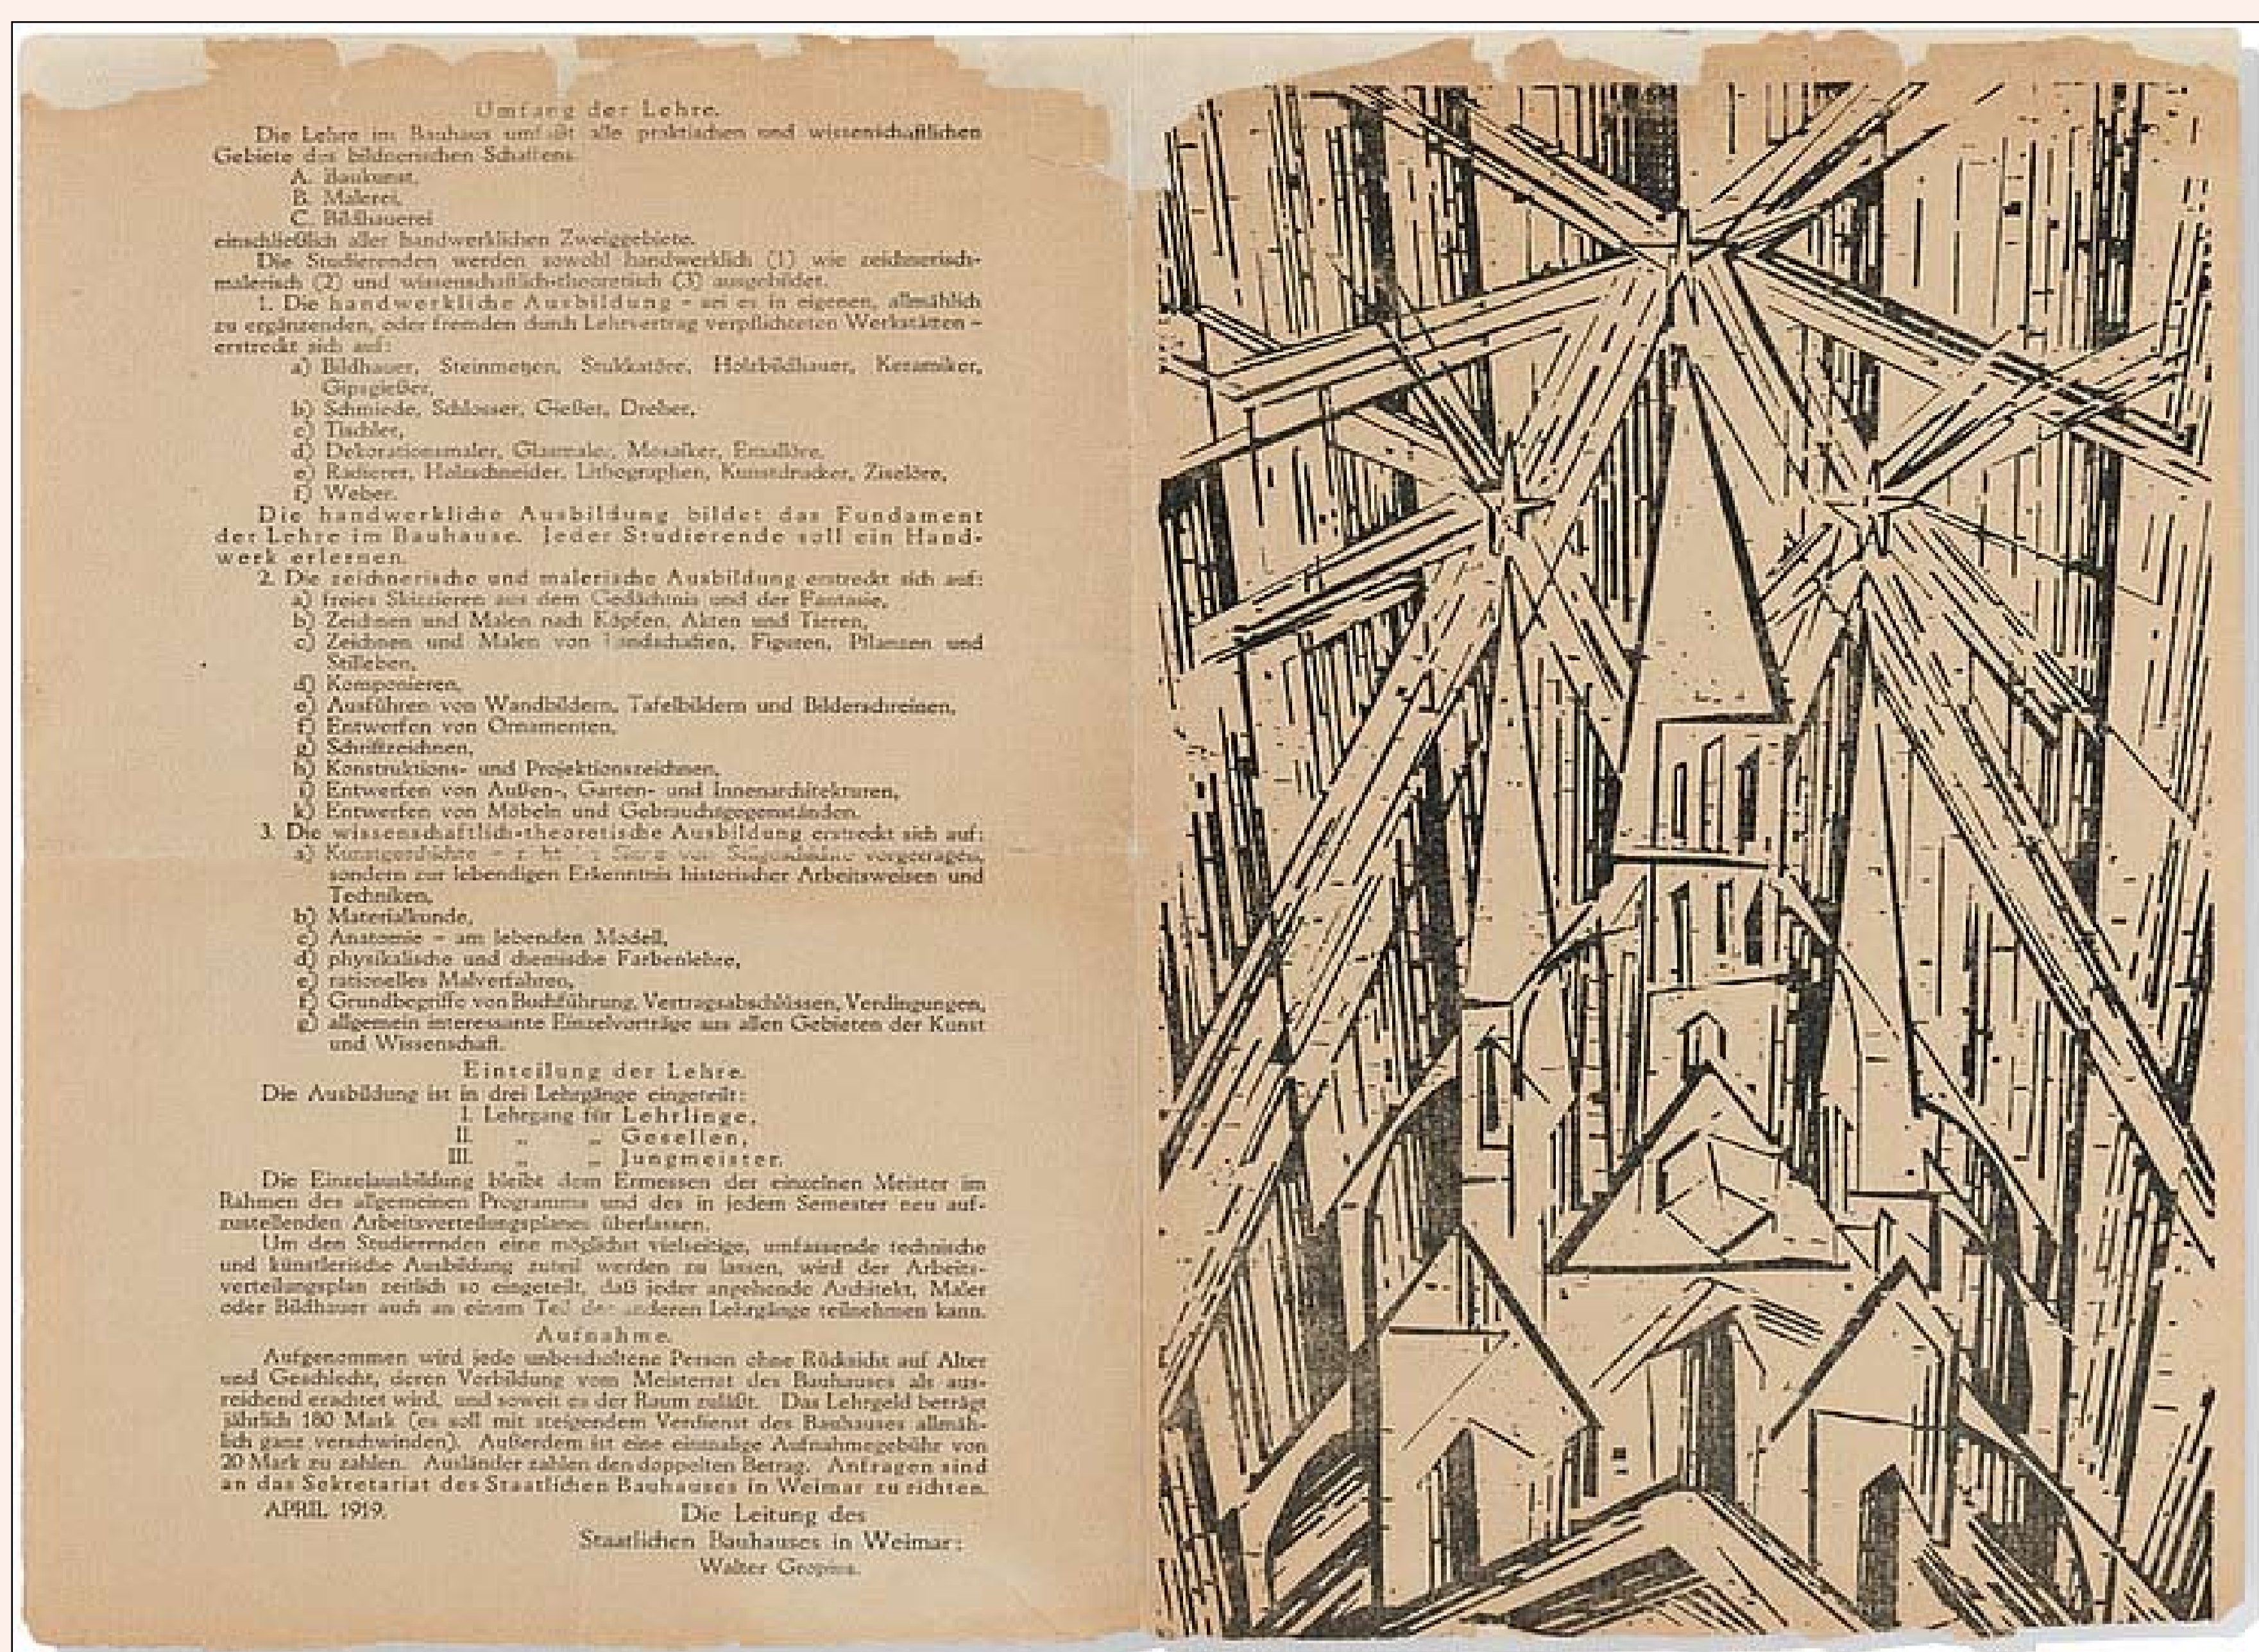 Umfang der Lehre.
Die Lehre im Bauhaus umfaßt alle praktischen und wissenschaftlichen
Gebiete des bildnerischen Schaffens.
A. Baukunst,
B. Malerei,
C. Bildhauerei
einschließlich aller handwerklichen Zweiggebiete.
Die Studierenden werden sowohl handwerklich (1) wie zeichnerisch-
malerisch (2) und wissenschaftlich-theoretisch (3) ausgebildet.
1. Die handwerkliche Ausbildung – sei es in eigenen, allmählich
zu ergänzenden, oder fremden durch Lehrvertrag verpflichteten Werkstätten –
erstreckt sich auf:
a) Bildhauer, Steinmetzen, Stukkatöre, Holzbildhauer, Keramiker,
Gipsgießer,
b) Schmiede, Schlosser, Gießer, Dreher,
c) Tischler,
d) Dekorationsmaler, Glasmaler, Mosaiker, Emallöre,
e) Radierer, Holzschneider, Lithographen, Kunstdrucker, Ziselöre,
f) Weber.
Die handwerkliche Ausbildung bildet das Fundament
der Lehre im Bauhause. Jeder Studierende soll ein Hand-
werk erlernen.
2. Die zeichnerische und malerische Ausbildung erstreckt sich auf:
a) freies Skizzieren aus dem Gedächtnis und der Fantasie,
b) Zeichnen und Malen nach Köpfen, Akten und Tieren,
c) Zeichnen und Malen von Landschaften, Figuren, Pflanzen und
Stilleben,
d) Komponieren,
e) Ausführen von Wandbildern, Tafelbildern und Bilderschreinen,
f) Entwerfen von Ornamenten,
g) Schriftzeichnen,
h) Konstruktions- und Projektionszeichnen,
i) Entwerfen von Außen-, Garten- und Innenarchitekturen,
k) Entwerfen von Möbeln und Gebrauchsgegenständen.
3. Die wissenschaftlich-theoretische Ausbildung erstreckt sich auf:
a) Kunstgeschichte – von Stilgeschichte vorgetragen,
sondern zur lebendigen Erkenntnis historischer Arbeitsweisen und
Techniken,
b) Materialkunde,
c) Anatomie – am lebenden Modell,
d) physikalische und chemische Farbenlehre,
e) rationelles Malverfahren,
f) Grundbegriffe von Buchführung, Vertragsabschlüssen, Verdingungen,
g) allgemein interessante Einzelvorträge aus allen Gebieten der Kunst
und Wissenschaft.
Einteilung der Lehre.
Die Ausbildung ist in drei Lehrgänge eingeteilt:
I. Lehrgang für Lehrlinge,
II. „ „ Gesellen,
III. „ „ Jungmeister.
Die Einzelausbildung bleibt dem Ermessen der einzelnen Meister im
Rahmen des allgemeinen Programms und des in jedem Semester neu auf-
zustellenden Arbeitsverteilungsplanes überlassen.
Um den Studierenden eine möglichst vielseitige, umfassende technische
und künstlerische Ausbildung zuteil werden zu lassen, wird der Arbeits-
verteilungsplan zeitlich so eingeteilt, daß jeder angehende Architekt, Maler
oder Bildhauer auch an einem Teil der anderen Lehrgänge teilnehmen kann.
Aufnahme.
Aufgenommen wird jede unbescholtene Person ohne Rücksicht auf Alter
und Geschlecht, deren Vorbildung vom Meisterrat des Bauhauses als aus-
reichend erachtet wird, und soweit es der Raum zuläßt. Das Lehrgeld beträgt
jährlich 180 Mark (es soll mit steigendem Verdienst des Bauhauses allmäh-
lich ganz verschwinden). Außerdem ist eine einmalige Aufnahmegebühr von
20 Mark zu zahlen. Ausländer zahlen den doppelten Betrag. Anfragen sind
an das Sekretariat des Staatlichen Bauhauses in Weimar zu richten.
APRIL 1919.
Die Leitung des
Staatlichen Bauhauses in Weimar:
Walter Gropius.